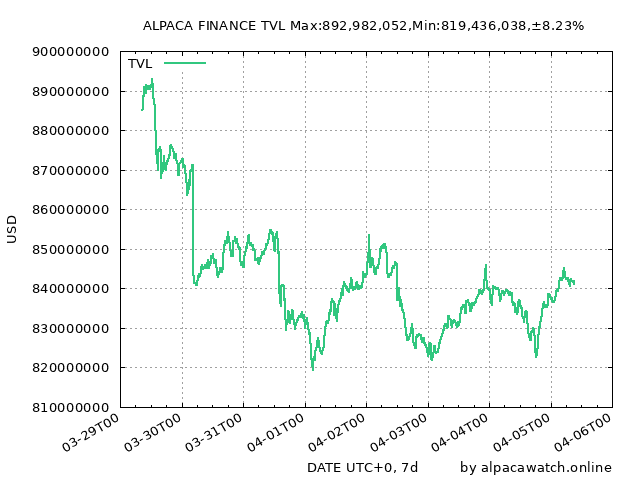 ALPACA FINANCE TVL Max:892,982,052,Min:819,436,038,±8.23%
TVL
USD
900000000
890000000
880000000
870000000
860000000
850000000
840000000
830000000
820000000
810000000
03-29T00
03-30T00
03-31T00
04-01T00
04-02T00
04-03T00
04-04T00
04-05T00
04-06T00
DATE UTC+0, 7d
by alpacawatch.online